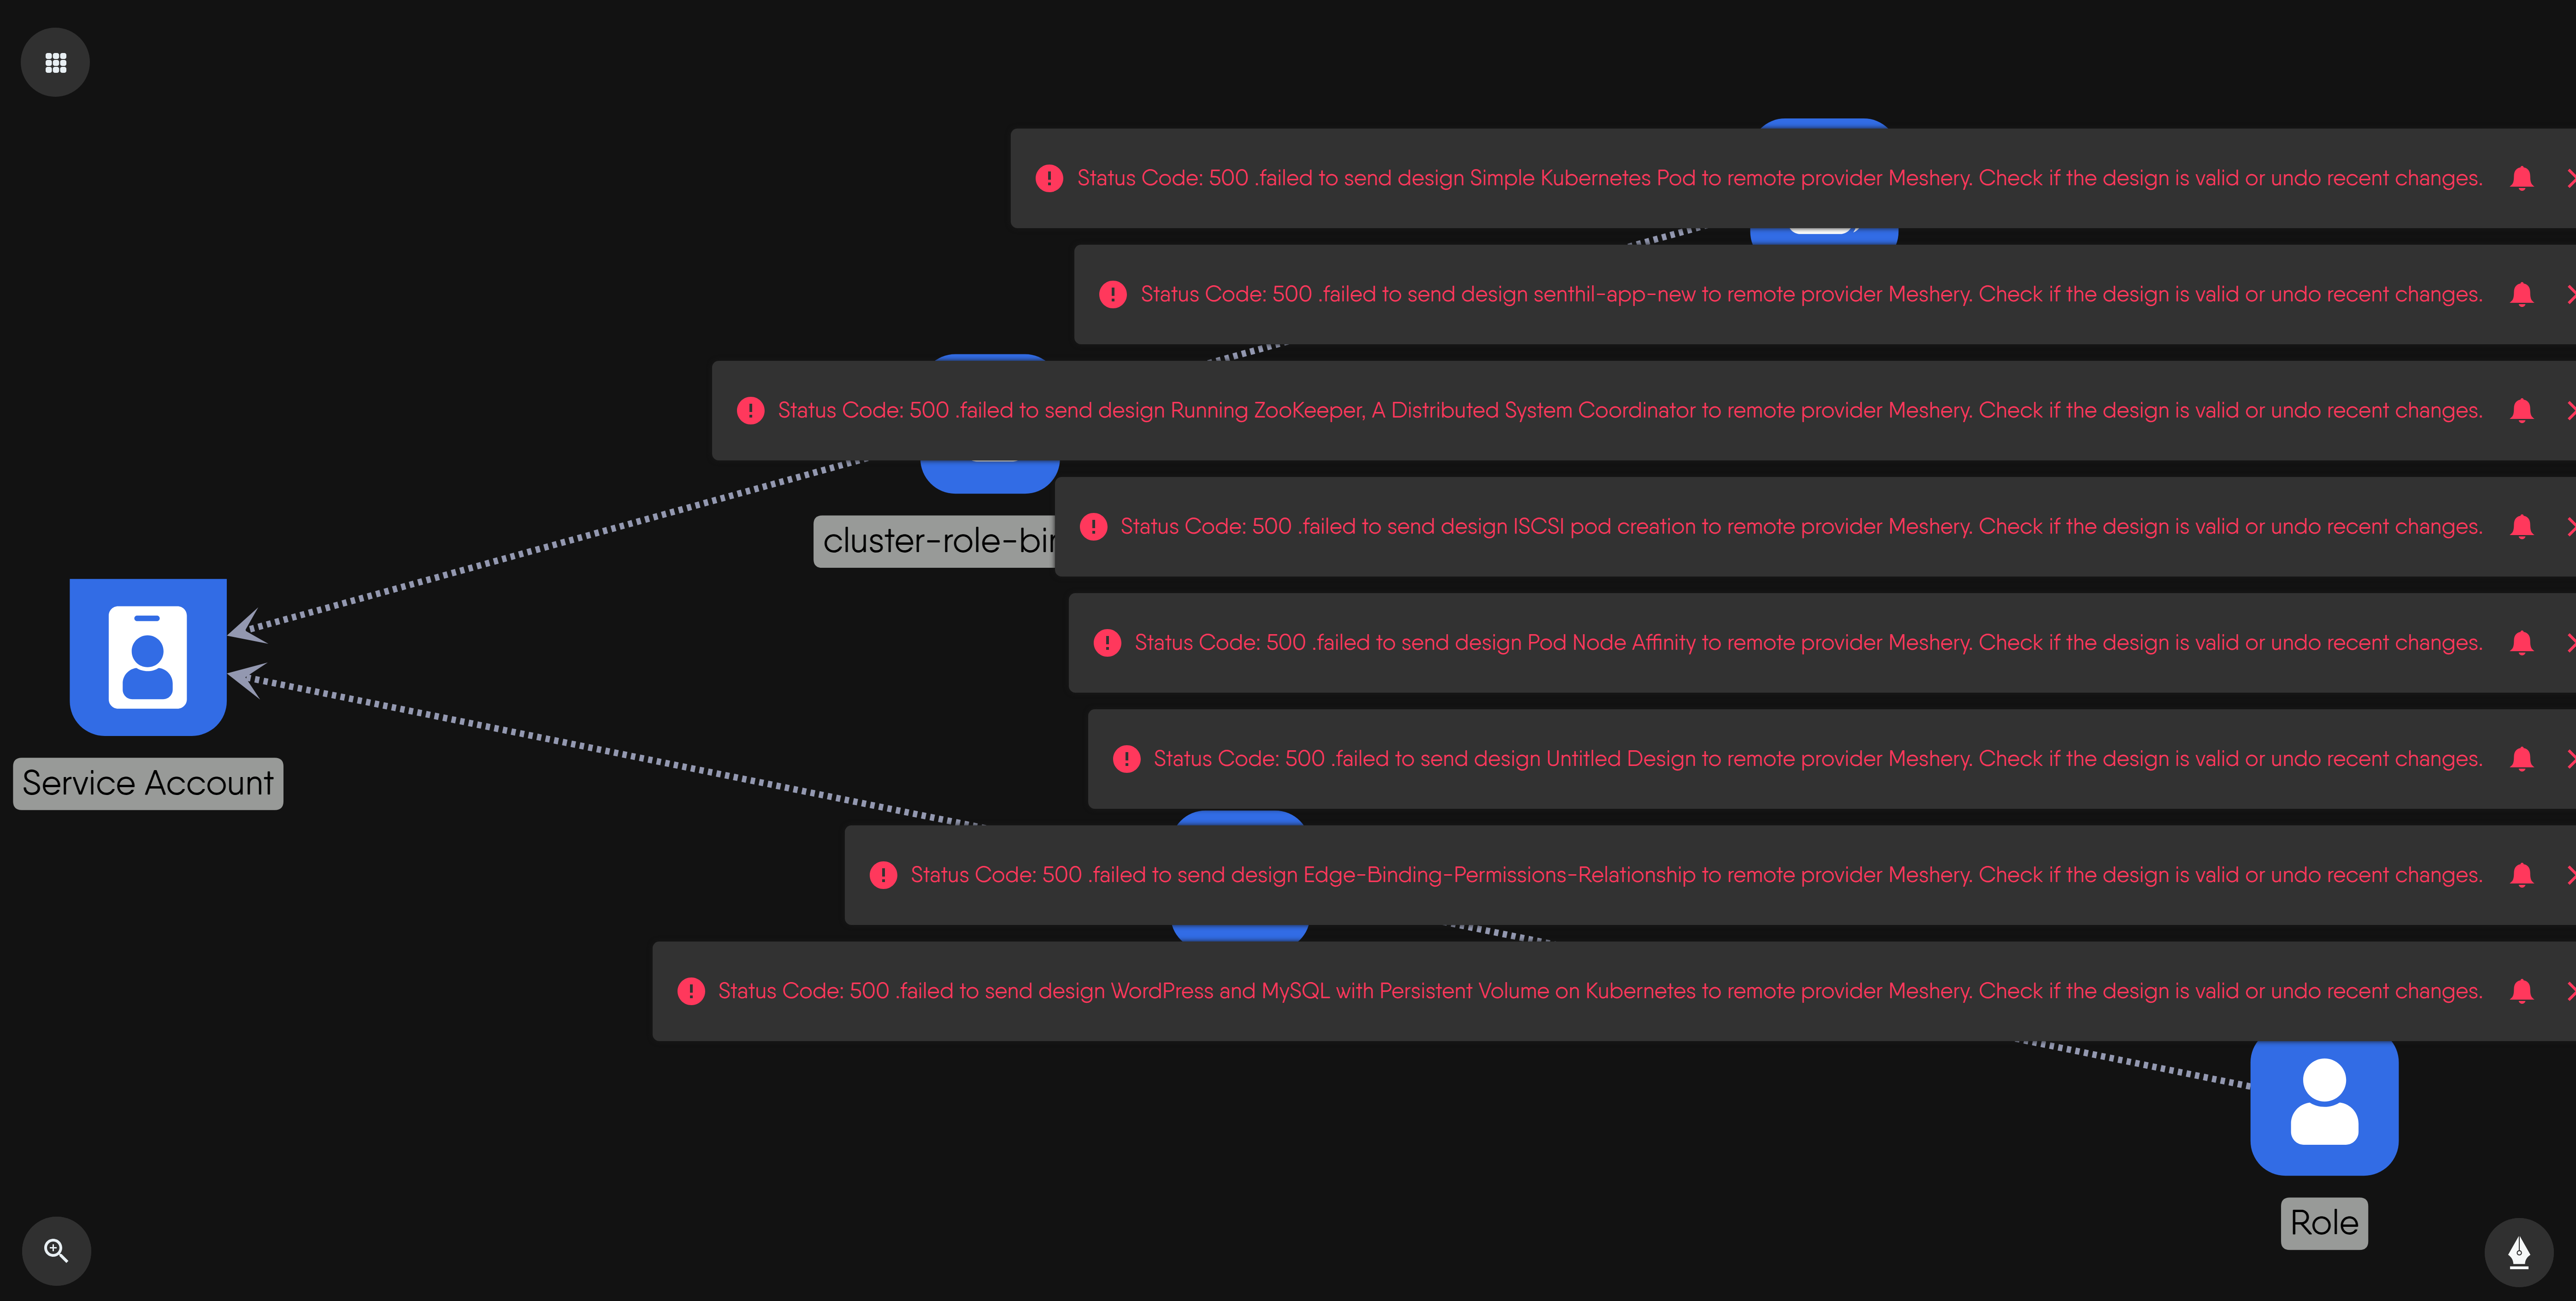 Status Code: 500 .failed to send design Simple Kubernetes Pod to remote provider Meshery. Check if the design is valid or undo recent changes.
Status Code: 500 .failed to send design senthil-app-new to remote provider Meshery. Check if the design is valid or undo recent changes.
Status Code: 500 .failed to send design Running ZooKeeper, A Distributed System Coordinator to remote provider Meshery. Check if the design is valid or undo recent changes.
Status Code: 500 .failed to send design ISCSI pod creation to remote provider Meshery. Check if the design is valid or undo recent changes.
cluster-role-bin
Status Code: 500 .failed to send design Pod Node Affinity to remote provider Meshery. Check if the design is valid or undo recent changes.
Status Code: 500 .failed to send design Untitled Design to remote provider Meshery. Check if the design is valid or undo recent changes.
Service Account
Status Code: 500 .failed to send design Edge-Binding-Permissions-Relationship to remote provider Meshery. Check if the design is valid or undo recent changes.
Status Code: 500 .failed to send design WordPress and MySQL with Persistent Volume on Kubernetes to remote provider Meshery. Check if the design is valid or undo recent changes.
Role